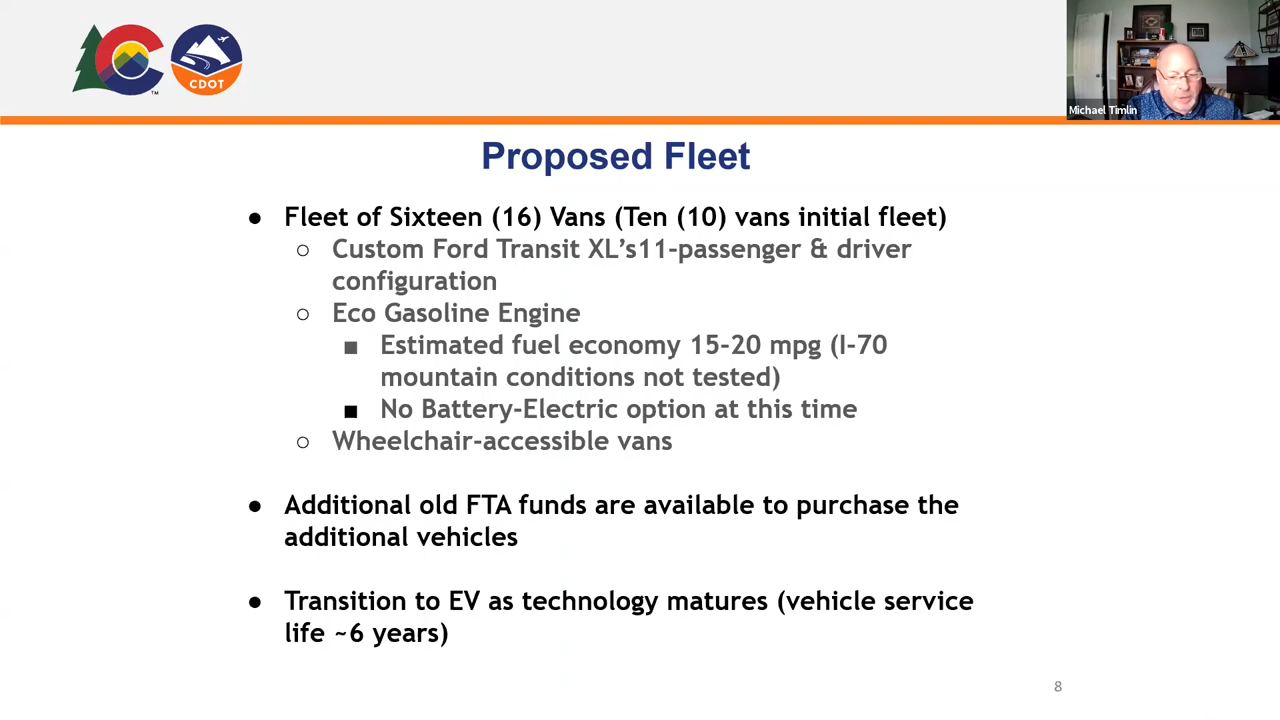 CDOT
TM
Michael Timlin
Proposed Fleet
● Fleet of Sixteen (16) Vans (Ten (10) vans initial fleet)
○ Custom Ford Transit XL’s11-passenger & driver
configuration
○ Eco Gasoline Engine
■ Estimated fuel economy 15-20 mpg (I-70
mountain conditions not tested)
■ No Battery-Electric option at this time
○ Wheelchair-accessible vans
● Additional old FTA funds are available to purchase the
additional vehicles
● Transition to EV as technology matures (vehicle service
life ~6 years)
8